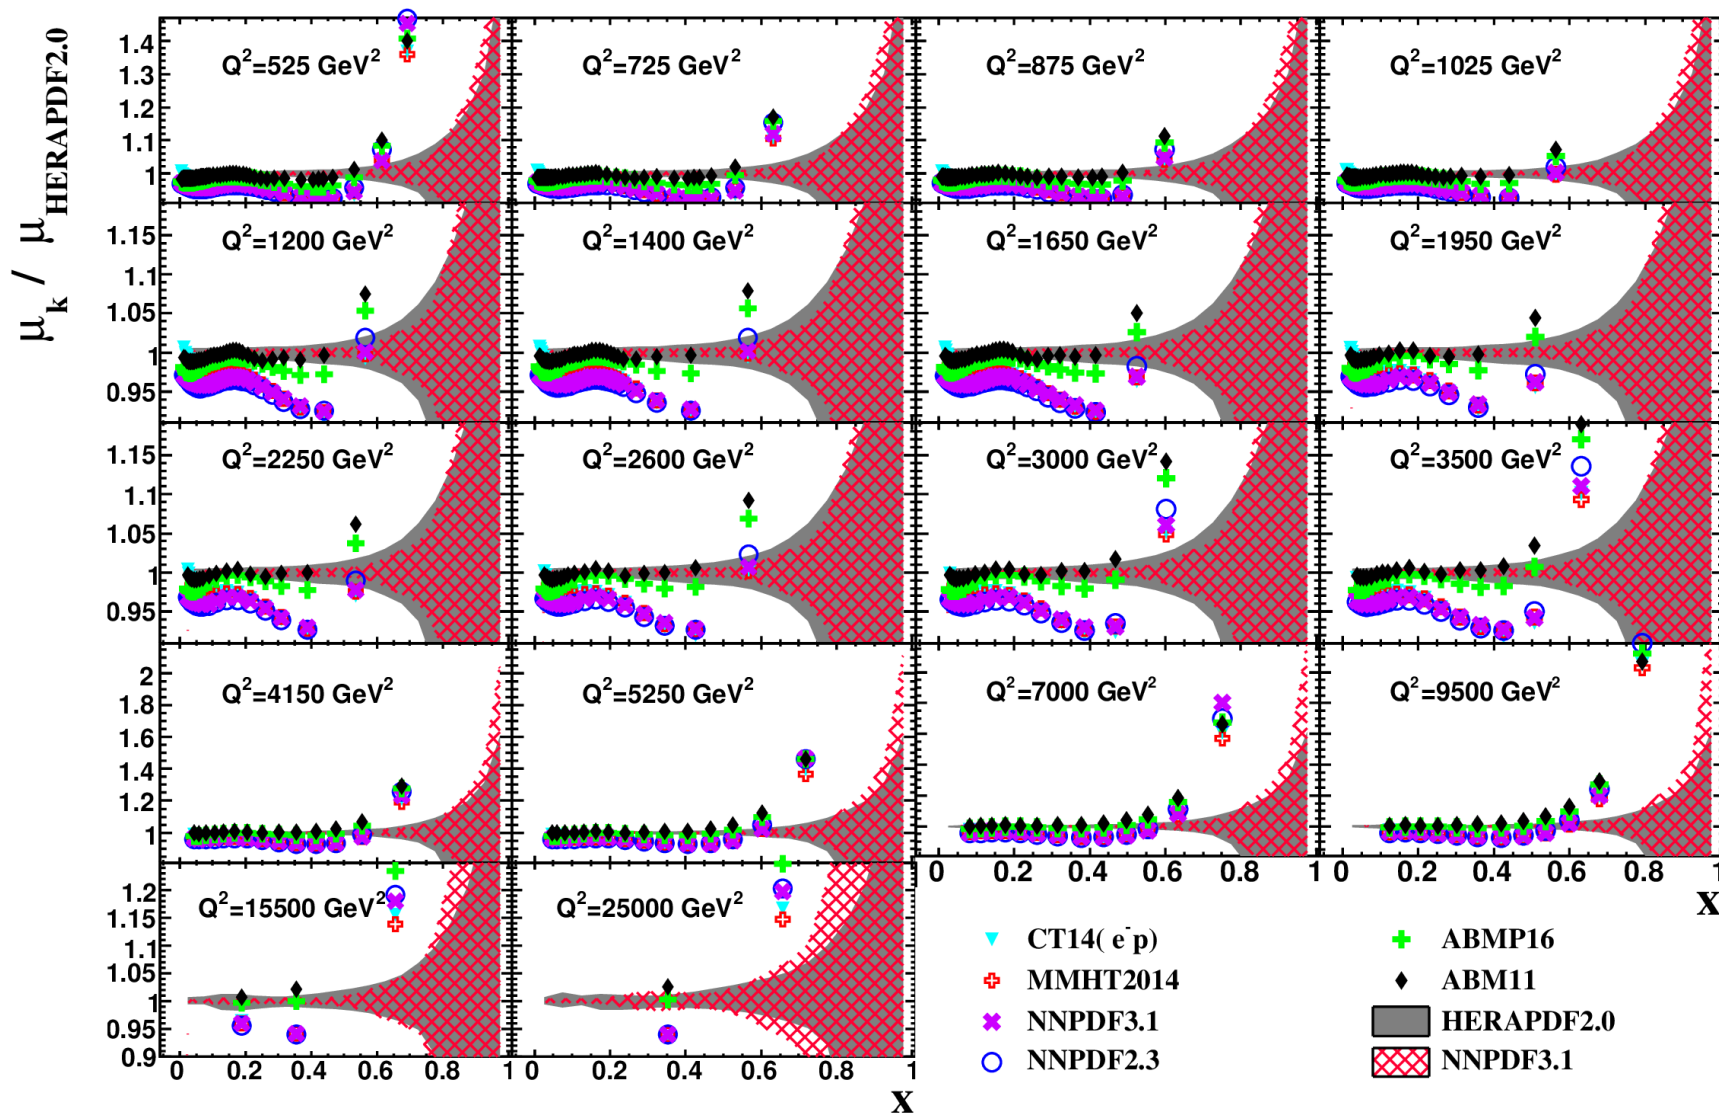 μk / μHERAPDF2.0
Q²=525 GeV²
Q²=725 GeV²
Q²=875 GeV²
Q²=1025 GeV²
1.4
1.3
1.2
1.1
1
Q²=1200 GeV²
Q²=1400 GeV²
Q²=1650 GeV²
Q²=1950 GeV²
1.15
1.1
1.05
1
0.95
Q²=2250 GeV²
Q²=2600 GeV²
Q²=3000 GeV²
Q²=3500 GeV²
1.15
1.1
1.05
1
0.95
Q²=4150 GeV²
Q²=5250 GeV²
Q²=7000 GeV²
Q²=9500 GeV²
2
1.8
1.6
1.4
1.2
1
0 0.2 0.4 0.6 0.8 1
0 0.2 0.4 0.6 0.8 1
x
Q²=15500 GeV²
Q²=25000 GeV²
1.2
1.15
1.1
1.05
1
0.95
0.9
0 0.2 0.4 0.6 0.8 1
0 0.2 0.4 0.6 0.8 1
x
CT14( e⁻p)
MMHT2014
NNPDF3.1
NNPDF2.3
ABMP16
ABM11
HERAPDF2.0
NNPDF3.1